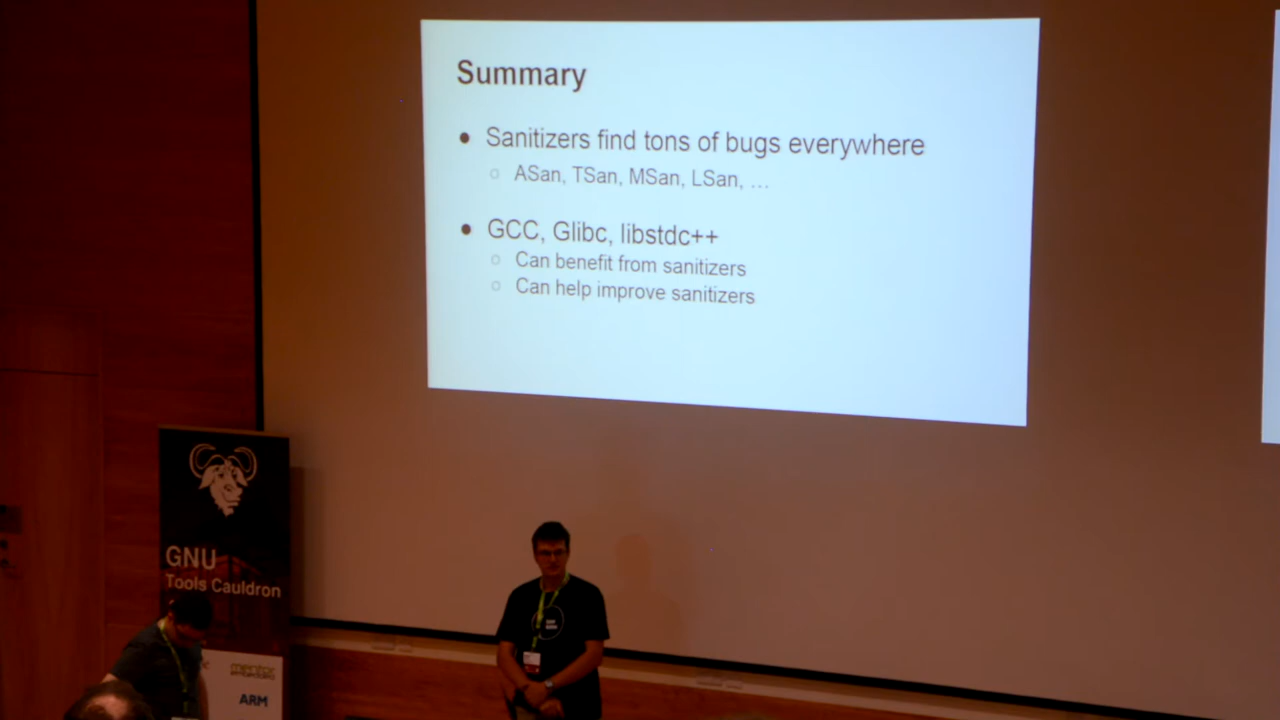 Summary
● Sanitizers find tons of bugs everywhere
○ ASan, TSan, MSan, LSan, …
● GCC, Glibc, libstdc++
○ Can benefit from sanitizers
○ Can help improve sanitizers
GNU
Tools Cauldron
ARM